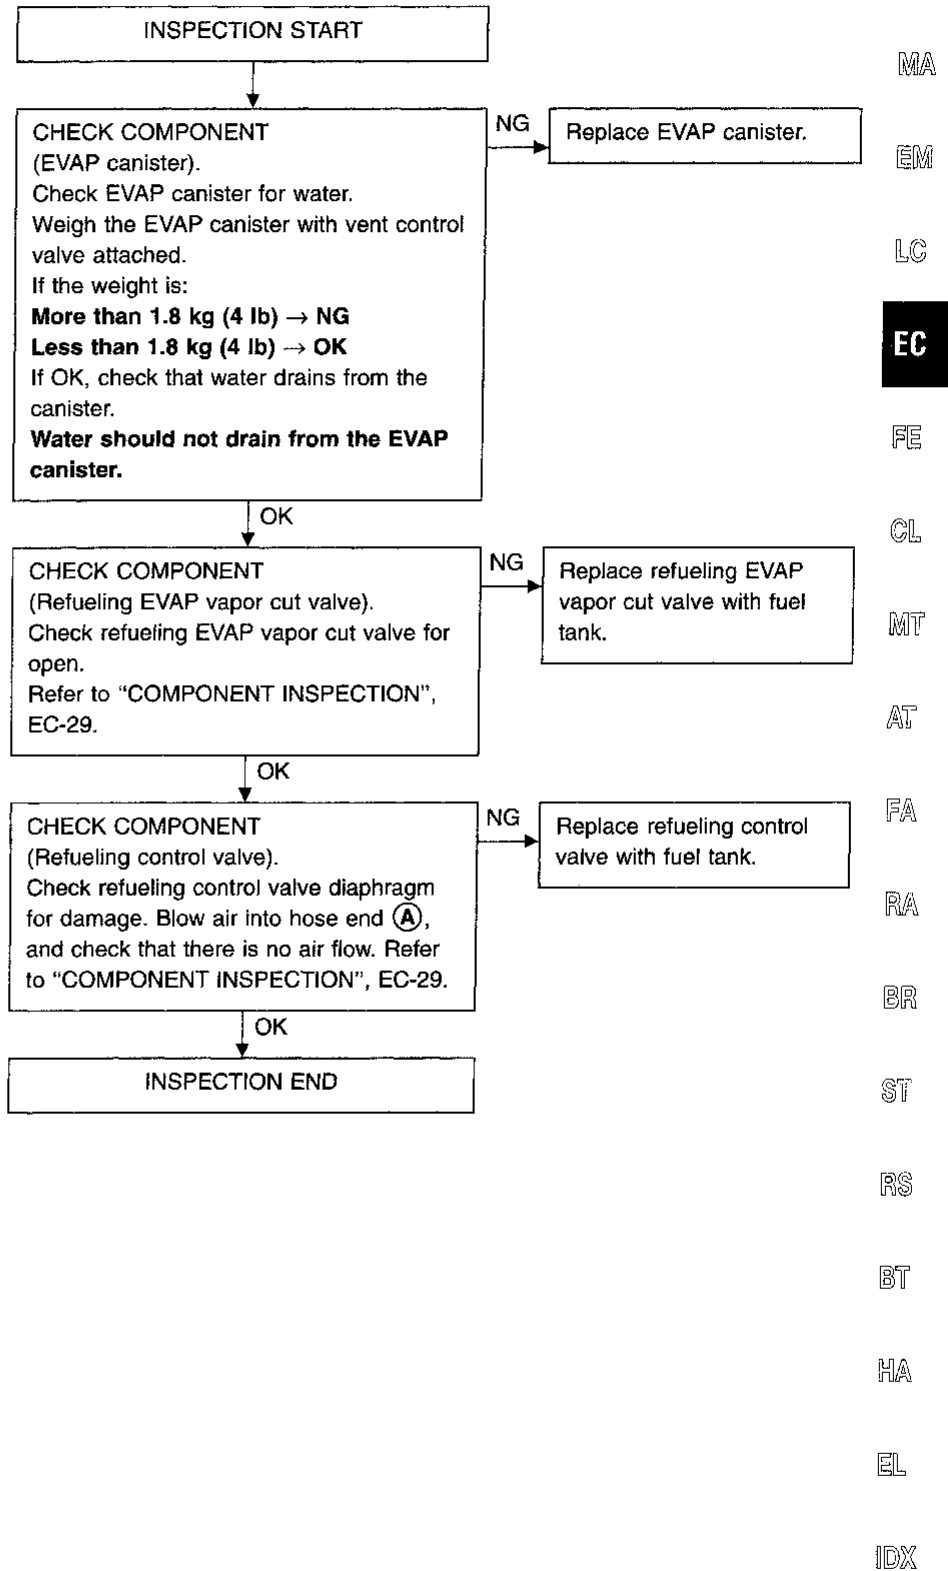 INSPECTION START
CHECK COMPONENT
(EVAP canister).
Check EVAP canister for water.
Weigh the EVAP canister with vent control
valve attached.
If the weight is:
More than 1.8 kg (4 lb) → NG
Less than 1.8 kg (4 lb) → OK
If OK, check that water drains from the
canister.
Water should not drain from the EVAP
canister.
NG
Replace EVAP canister.
OK
CHECK COMPONENT
(Refueling EVAP vapor cut valve).
Check refueling EVAP vapor cut valve for
open.
Refer to “COMPONENT INSPECTION”,
EC-29.
NG
Replace refueling EVAP
vapor cut valve with fuel
tank.
OK
CHECK COMPONENT
(Refueling control valve).
Check refueling control valve diaphragm
for damage. Blow air into hose end Ⓐ,
and check that there is no air flow. Refer
to “COMPONENT INSPECTION”, EC-29.
NG
Replace refueling control
valve with fuel tank.
OK
INSPECTION END
MA
EM
LC
EC
FE
CL
MT
AT
FA
RA
BR
ST
RS
BT
HA
EL
IDX